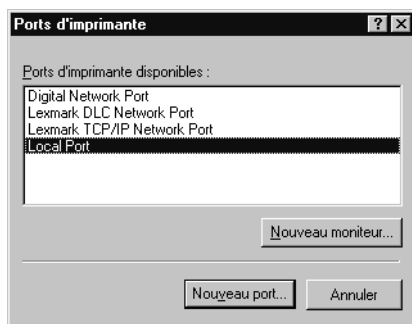 Ports d'imprimante
Ports d'imprimante disponibles :
Digital Network Port
Lexmark DLC Network Port
Lexmark TCP/IP Network Port
Local Port
Nouveau moniteur...
Nouveau port...
Annuler